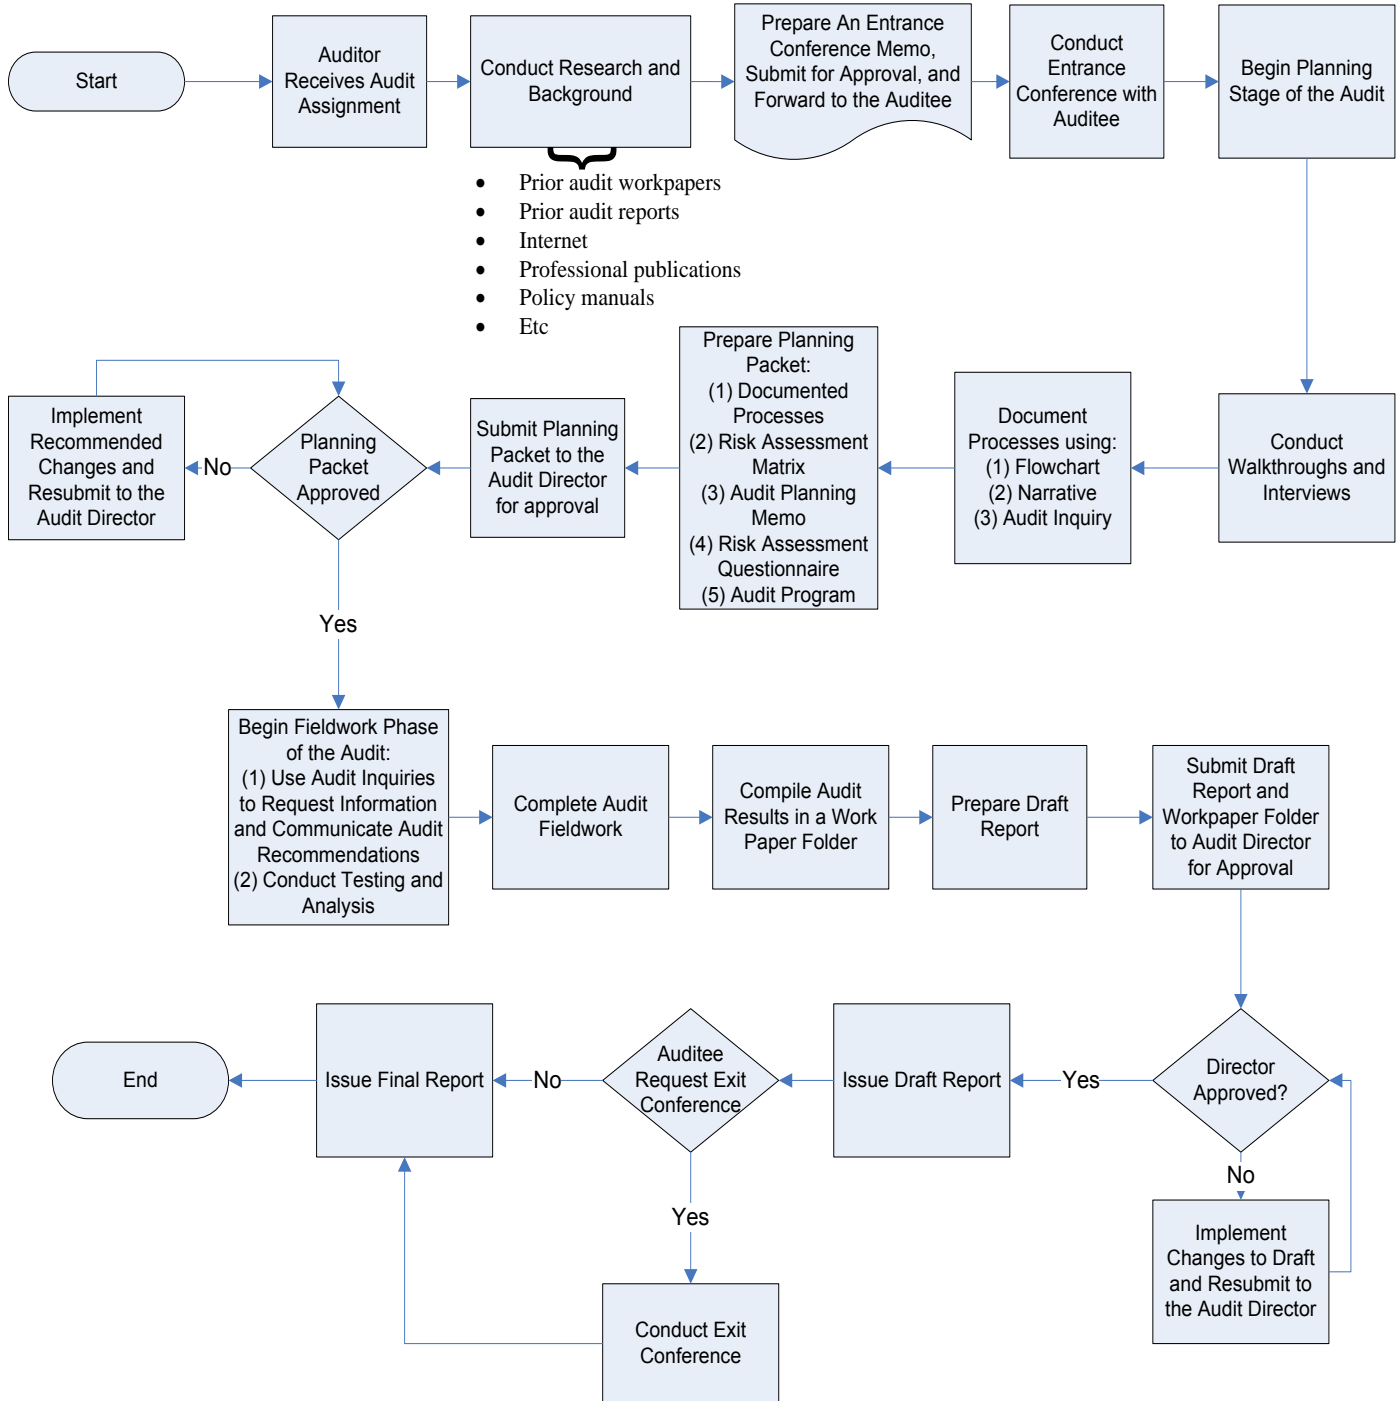 Start
Auditor
Receives Audit
Assignment
Conduct Research and
Background
Prepare An Entrance
Conference Memo,
Submit for Approval, and
Forward to the Auditee
Conduct
Entrance
Conference with
Auditee
Begin Planning
Stage of the Audit
• Prior audit workpapers
• Prior audit reports
• Internet
• Professional publications
• Policy manuals
• Etc
Conduct
Walkthroughs and
Interviews
Document
Processes using:
(1) Flowchart
(2) Narrative
(3) Audit Inquiry
Prepare Planning
Packet:
(1) Documented
Processes
(2) Risk Assessment
Matrix
(3) Audit Planning
Memo
(4) Risk Assessment
Questionnaire
(5) Audit Program
Submit Planning
Packet to the
Audit Director
for approval
Planning
Packet
Approved
No
Implement
Recommended
Changes and
Resubmit to the
Audit Director
Yes
Begin Fieldwork Phase
of the Audit:
(1) Use Audit Inquiries
to Request Information
and Communicate Audit
Recommendations
(2) Conduct Testing and
Analysis
Complete Audit
Fieldwork
Compile Audit
Results in a Work
Paper Folder
Prepare Draft
Report
Submit Draft
Report and
Workpaper Folder
to Audit Director
for Approval
Director
Approved?
No
Implement
Changes to Draft
and Resubmit to
the Audit Director
Yes
Issue Draft Report
Auditee
Request Exit
Conference
Yes
Conduct Exit
Conference
No
Issue Final Report
End